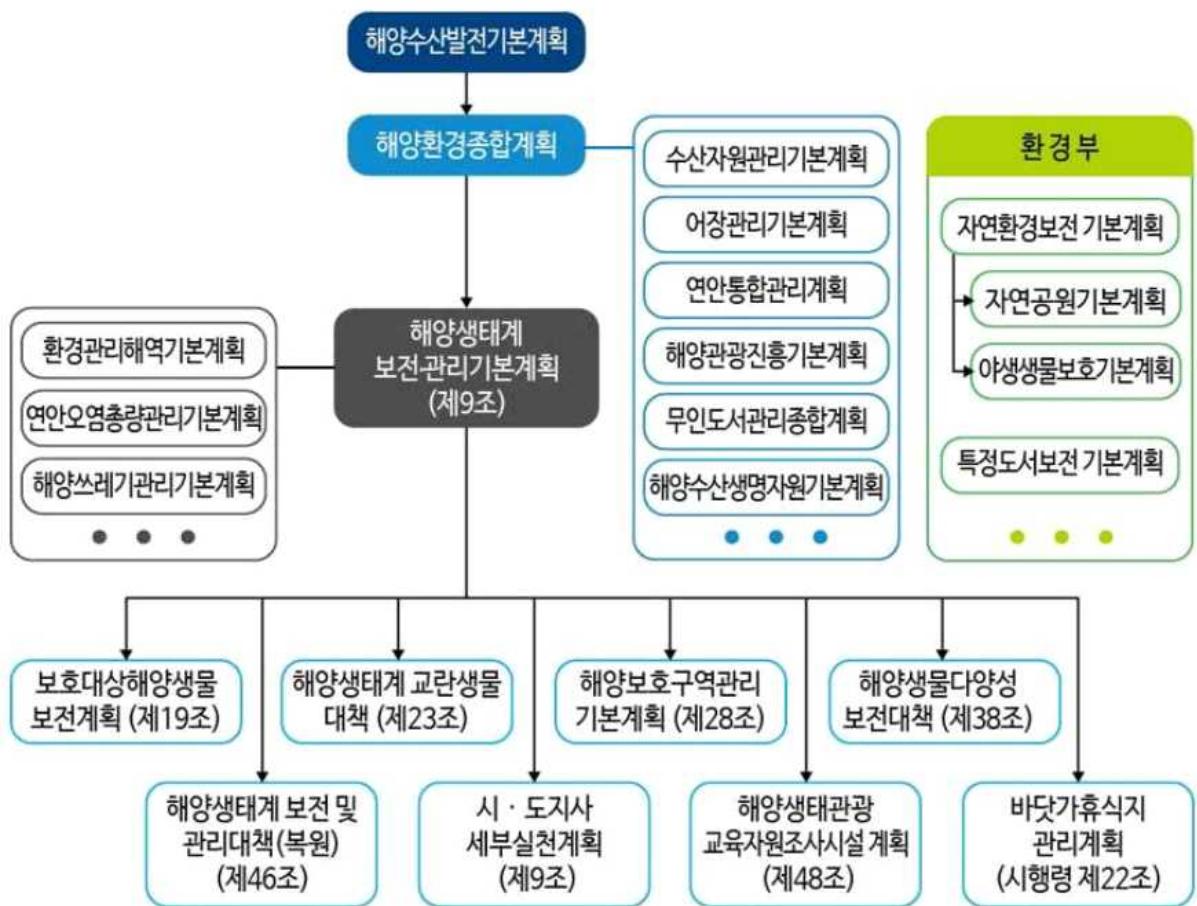 해양수산발전기본계획
해양환경종합계획
수산자원관리기본계획
어장관리기본계획
연안통합관리계획
해양관광진흥기본계획
무인도서관리종합계획
해양수산생명자원기본계획
환경부
자연환경보전 기본계획
자연공원기본계획
야생생물보호기본계획
특정도서보전 기본계획
환경관리해역기본계획
연안오염총량관리기본계획
해양쓰레기관리기본계획
해양생태계
보전·관리기본계획
(제9조)
보호대상해양생물
보전계획 (제19조)
해양생태계 교란생물
대책 (제23조)
해양보호구역관리
기본계획 (제28조)
해양생물다양성
보전대책 (제38조)
해양생태계 보전 및
관리대책(복원)
(제46조)
시·도지사
세부실천계획
(제9조)
해양생태관광
교육자원조사시설 계획
(제48조)
바닷가휴식지
관리계획
(시행령 제22조)